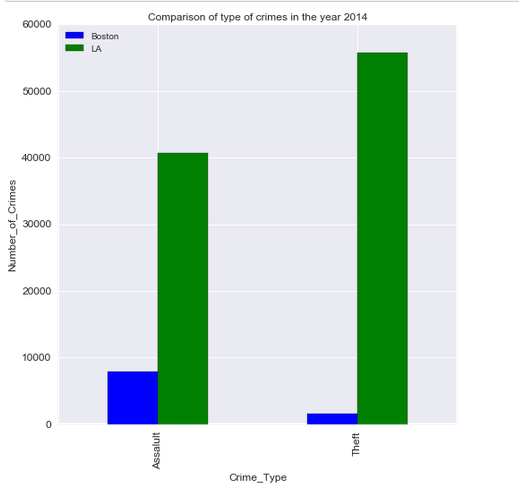 Comparison of type of crimes in the year 2014
Boston
LA
60000
50000
40000
30000
20000
10000
0
Number_of_Crimes
Assalult
Theft
Crime_Type